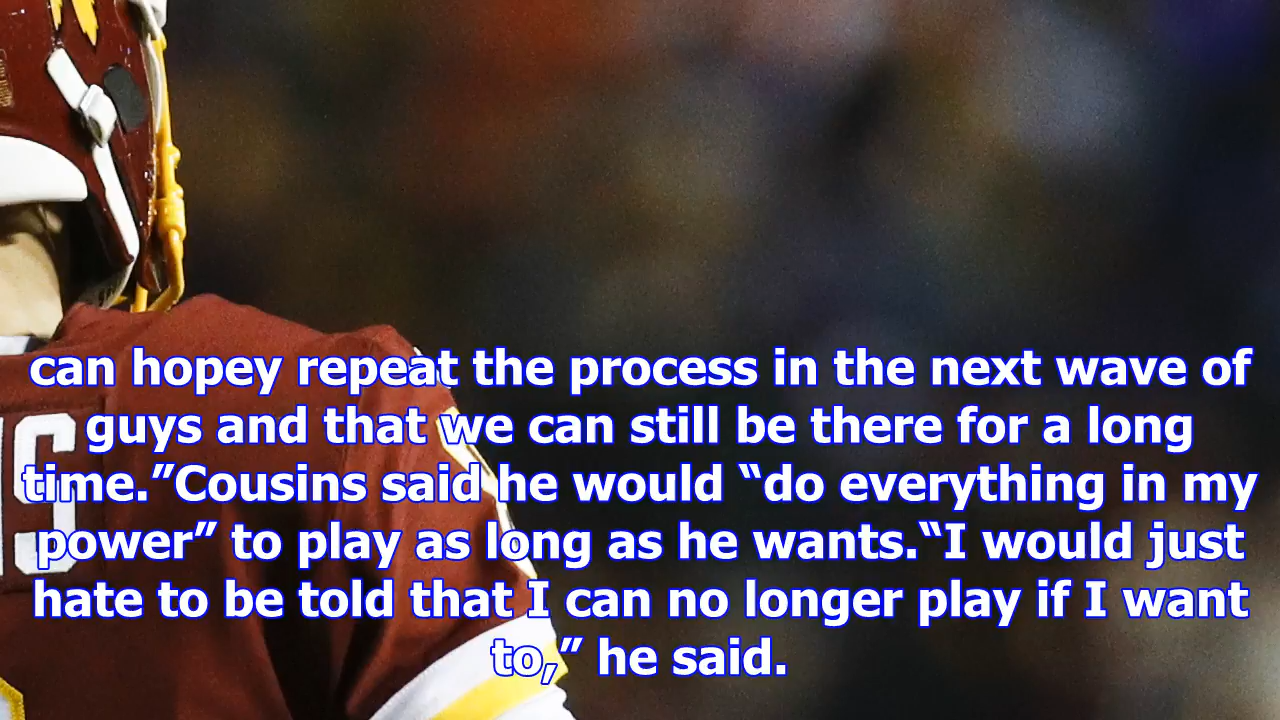 can hopey repeat the process in the next wave of
guys and that we can still be there for a long
time.”Cousins said he would “do everything in my
power” to play as long as he wants.“I would just
hate to be told that I can no longer play if I want
to,” he said.